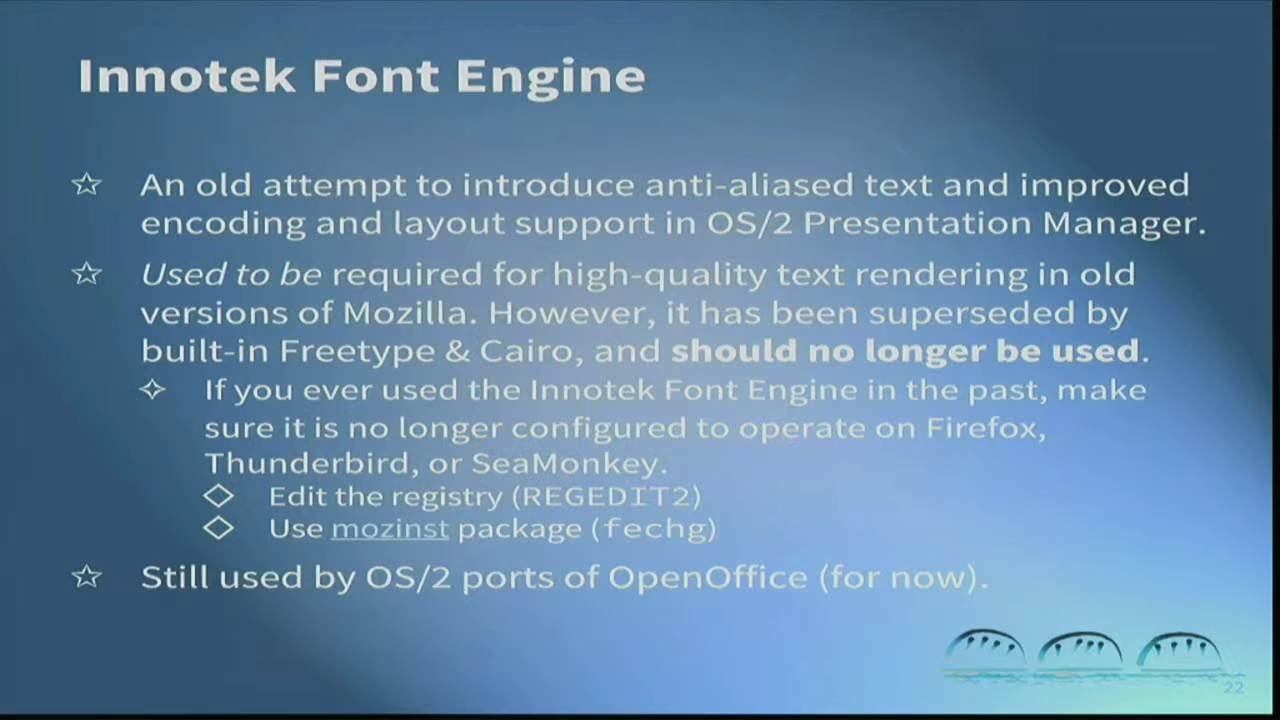 Innotek Font Engine
An old attempt to introduce anti-aliased text and improved
encoding and layout support in OS/2 Presentation Manager.
Used to be required for high-quality text rendering in old
versions of Mozilla. However, it has been superseded by
built-in Freetype & Cairo, and should no longer be used.
If you ever used the Innotek Font Engine in the past, make
sure it is no longer configured to operate on Firefox,
Thunderbird, or SeaMonkey.
Edit the registry (REGEDIT2)
Use mozinst package (fechg)
Still used by OS/2 ports of OpenOffice (for now).
22